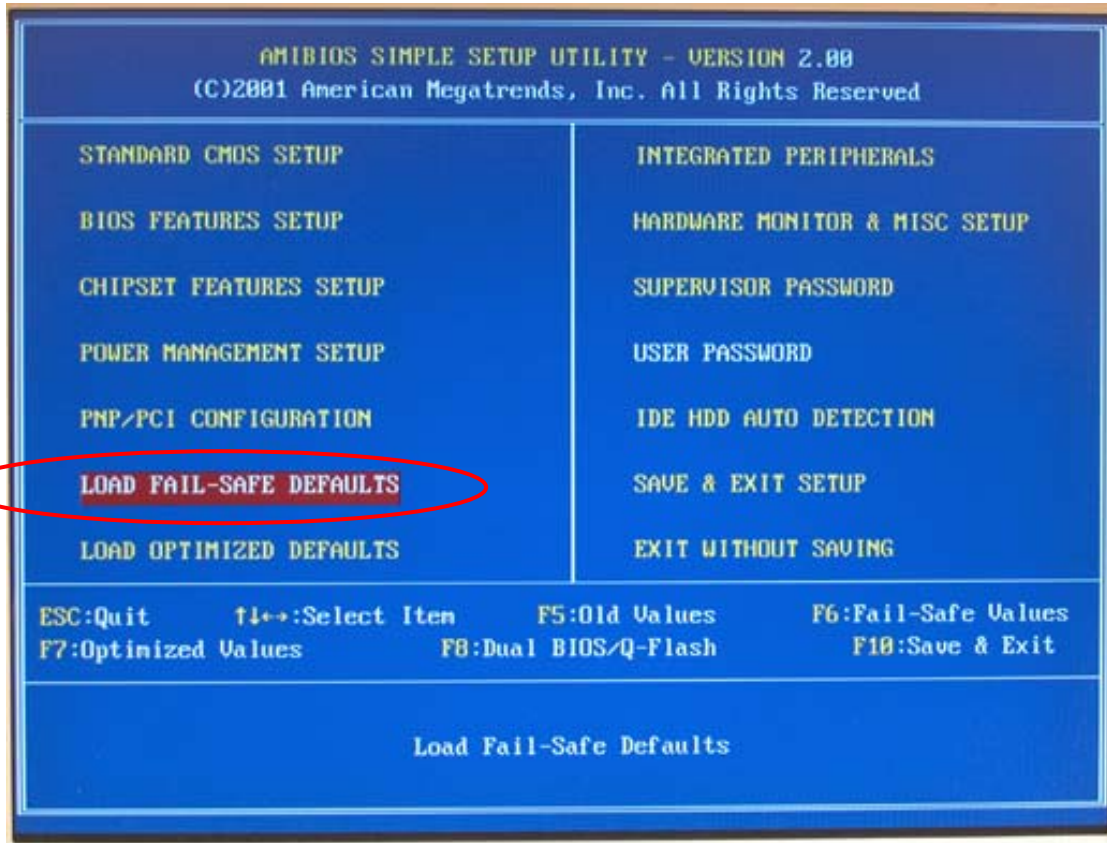 AMIBIOS SIMPLE SETUP UTILITY - VERSION 2.00
(C)2001 American Megatrends, Inc. All Rights Reserved
STANDARD CMOS SETUP
BIOS FEATURES SETUP
CHIPSET FEATURES SETUP
POWER MANAGEMENT SETUP
PNP/PCI CONFIGURATION
LOAD FAIL-SAFE DEFAULTS
LOAD OPTIMIZED DEFAULTS
INTEGRATED PERIPHERALS
HARDWARE MONITOR & MISC SETUP
SUPERVISOR PASSWORD
USER PASSWORD
IDE HDD AUTO DETECTION
SAVE & EXIT SETUP
EXIT WITHOUT SAVING
ESC:Quit ↑↓←→:Select Item F5:Old Values F6:Fail-Safe Values
F7:Optimized Values F8:Dual BIOS/Q-Flash F10:Save & Exit
Load Fail-Safe Defaults